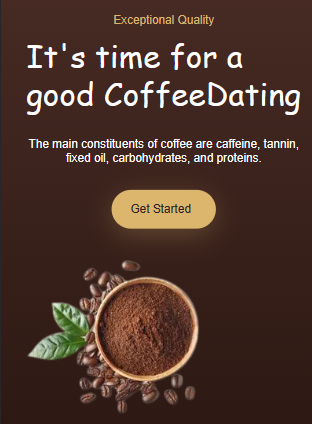 Exceptional Quality
It's time for a
good CoffeeDating
The main constituents of coffee are caffeine, tannin,
fixed oil, carbohydrates, and proteins.
Get Started